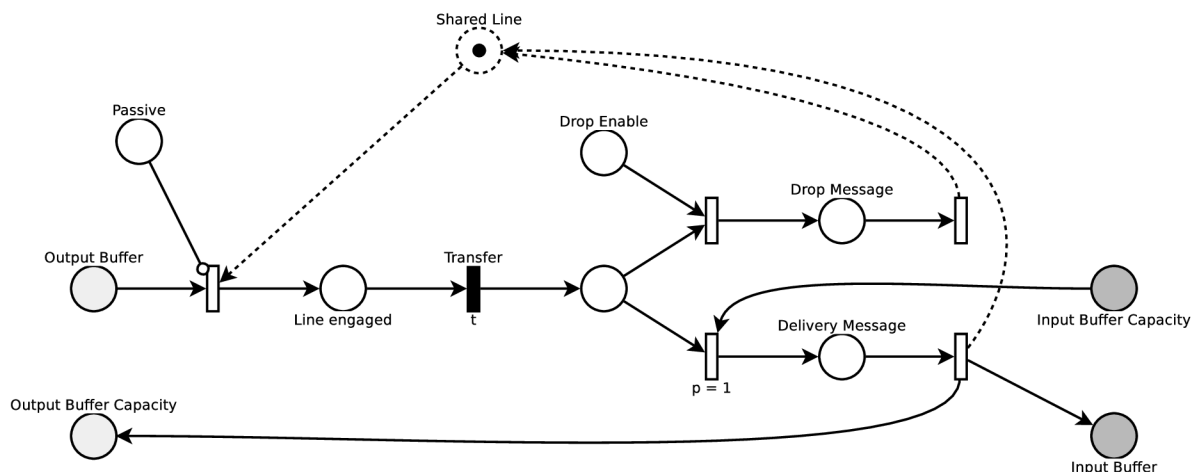 Shared Line
Passive
Drop Enable
Drop Message
Output Buffer
Transfer
Line engaged
t
Input Buffer Capacity
Delivery Message
p = 1
Output Buffer Capacity
Input Buffer